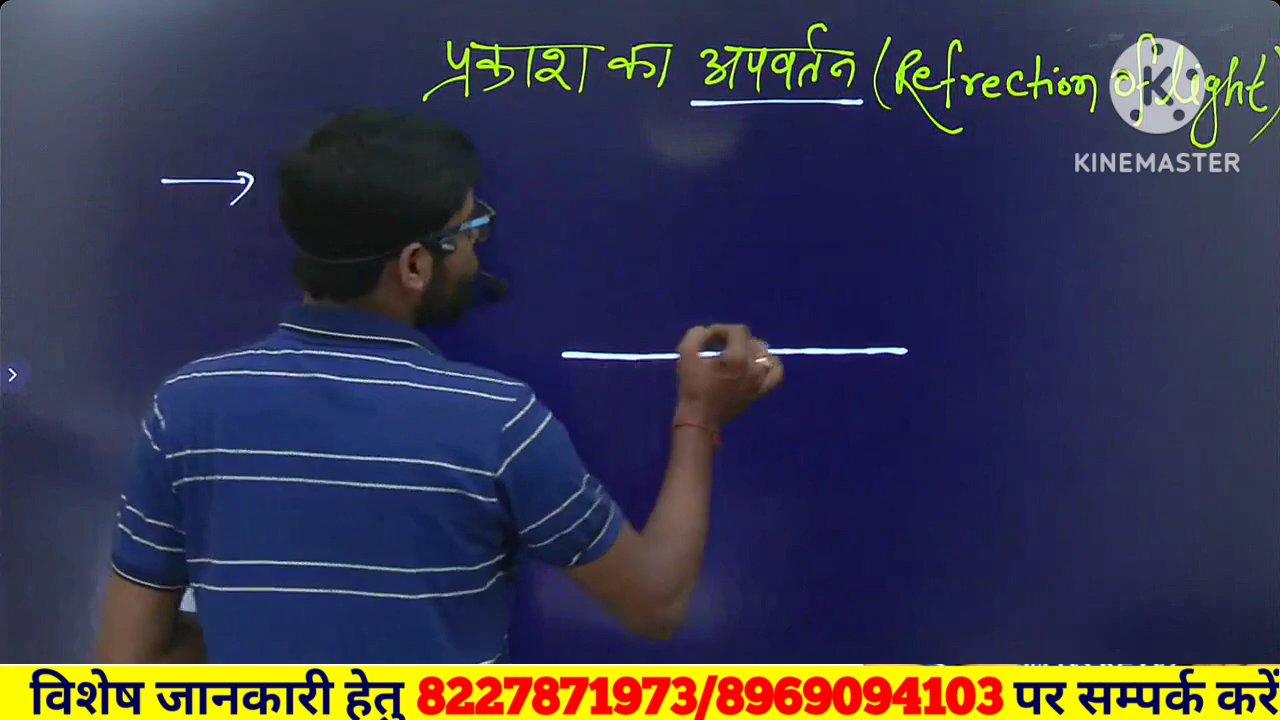 प्रकाश का अपवर्तन (Refrection of light)
KINEMASTER
विशेष जानकारी हेतु 8227871973/8969094103 पर सम्पर्क करें